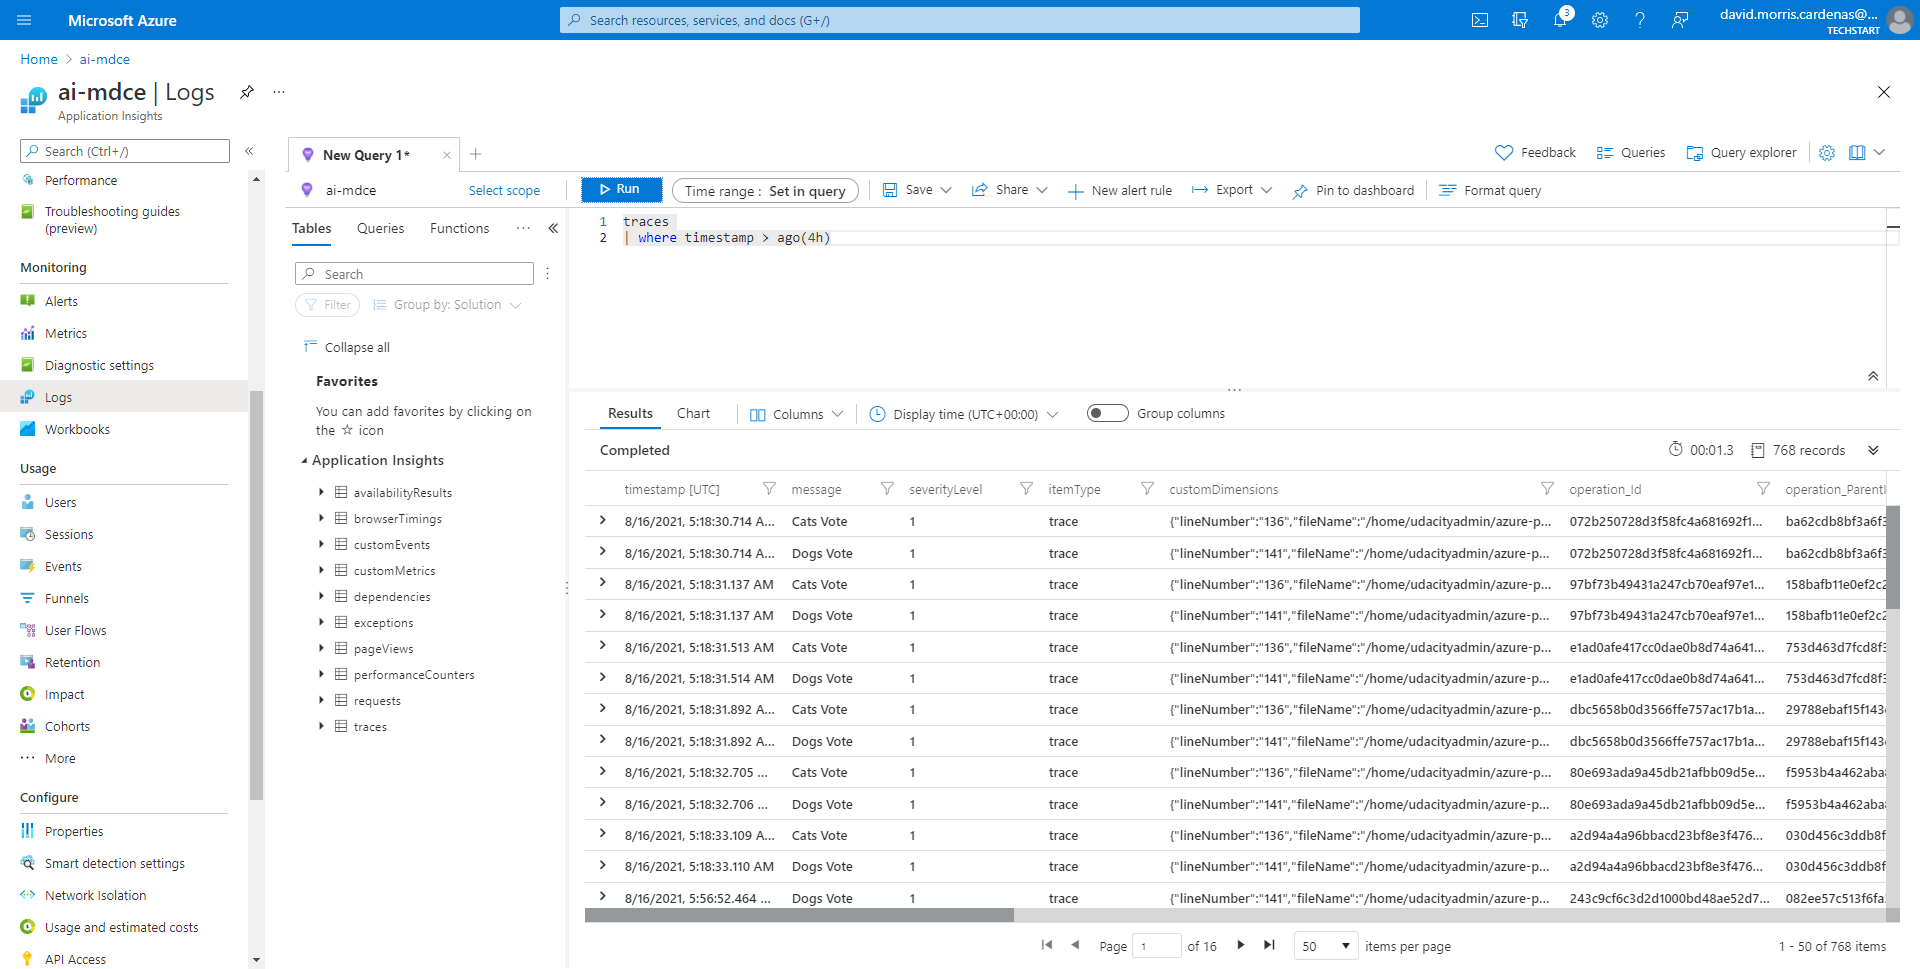 Microsoft Azure
Search resources, services, and docs (G+/)
3
david.morris.cardenas@...
TECHSTART
Home > ai-mdce
ai-mdce | Logs
Application Insights
Search (Ctrl+/)
Performance
Troubleshooting guides
(preview)
Monitoring
Alerts
Metrics
Diagnostic settings
Logs
Workbooks
Usage
Users
Sessions
Events
Funnels
User Flows
Retention
Impact
Cohorts
More
Configure
Properties
Smart detection settings
Network Isolation
Usage and estimated costs
API Access
New Query 1*
Feedback
Queries
Query explorer
ai-mdce
Select scope
Run
Time range : Set in query
Save
Share
New alert rule
Export
Pin to dashboard
Format query
Tables
Queries
Functions
Search
Filter
Group by: Solution
Collapse all
Favorites
You can add favorites by clicking on
the ☆ icon
Application Insights
availabilityResults
browserTimings
customEvents
customMetrics
dependencies
exceptions
pageViews
performanceCounters
requests
traces
1 traces
2 | where timestamp > ago(4h)
Results
Chart
Columns
Display time (UTC+00:00)
Group columns
Completed
00:01.3
768 records
timestamp [UTC] message severityLevel itemType customDimensions operation_Id operation_ParentI
8/16/2021, 5:18:30.714 A... Cats Vote 1 trace {"lineNumber":"136","fileName":"/home/udacityadmin/azure-p... 072b250728d3f58fc4a681692f1... ba62cdb8bf3a6f3
8/16/2021, 5:18:30.714 A... Dogs Vote 1 trace {"lineNumber":"141","fileName":"/home/udacityadmin/azure-p... 072b250728d3f58fc4a681692f1... ba62cdb8bf3a6f3
8/16/2021, 5:18:31.137 AM Cats Vote 1 trace {"lineNumber":"136","fileName":"/home/udacityadmin/azure-p... 97bf73b49431a247cb70eaf97e1... 158bafb11e0ef2c2
8/16/2021, 5:18:31.137 AM Dogs Vote 1 trace {"lineNumber":"141","fileName":"/home/udacityadmin/azure-p... 97bf73b49431a247cb70eaf97e1... 158bafb11e0ef2c2
8/16/2021, 5:18:31.513 AM Cats Vote 1 trace {"lineNumber":"136","fileName":"/home/udacityadmin/azure-p... e1ad0afe417cc0dae0b8d74a641... 753d463d7fcd8f3
8/16/2021, 5:18:31.514 AM Dogs Vote 1 trace {"lineNumber":"141","fileName":"/home/udacityadmin/azure-p... e1ad0afe417cc0dae0b8d74a641... 753d463d7fcd8f3
8/16/2021, 5:18:31.892 A... Cats Vote 1 trace {"lineNumber":"136","fileName":"/home/udacityadmin/azure-p... dbc5658b0d3566ffe757ac17b1a... 29788ebaf15f143
8/16/2021, 5:18:31.892 A... Dogs Vote 1 trace {"lineNumber":"141","fileName":"/home/udacityadmin/azure-p... dbc5658b0d3566ffe757ac17b1a... 29788ebaf15f143
8/16/2021, 5:18:32.705 ... Cats Vote 1 trace {"lineNumber":"136","fileName":"/home/udacityadmin/azure-p... 80e693ada9a45db21afbb09d5e... f5953b4a462aba
8/16/2021, 5:18:32.706 ... Dogs Vote 1 trace {"lineNumber":"141","fileName":"/home/udacityadmin/azure-p... 80e693ada9a45db21afbb09d5e... f5953b4a462aba
8/16/2021, 5:18:33.109 A... Cats Vote 1 trace {"lineNumber":"136","fileName":"/home/udacityadmin/azure-p... a2d94a4a96bbacd23bf8e3f476... 030d456c3ddb8f
8/16/2021, 5:18:33.110 AM Dogs Vote 1 trace {"lineNumber":"141","fileName":"/home/udacityadmin/azure-p... a2d94a4a96bbacd23bf8e3f476... 030d456c3ddb8f
8/16/2021, 5:56:52.464 ... Dogs Vote 1 trace {"lineNumber":"141","fileName":"/home/udacityadmin/azure-p... 243c9cf6c3d2d1000bd48ae52d7... 082ee57c513f6fa
Page 1 of 16
50 items per page
1 - 50 of 768 items